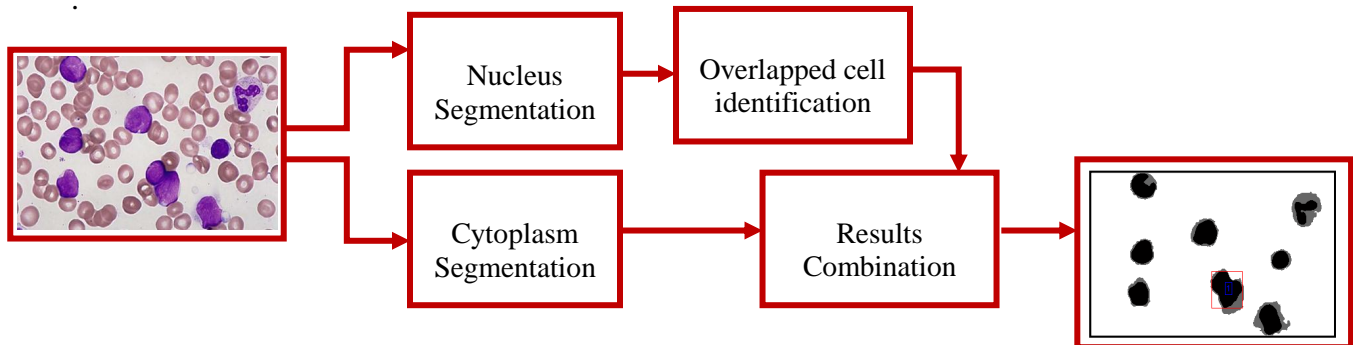 .
Nucleus
Segmentation
Overlapped cell
identification
Cytoplasm
Segmentation
Results
Combination